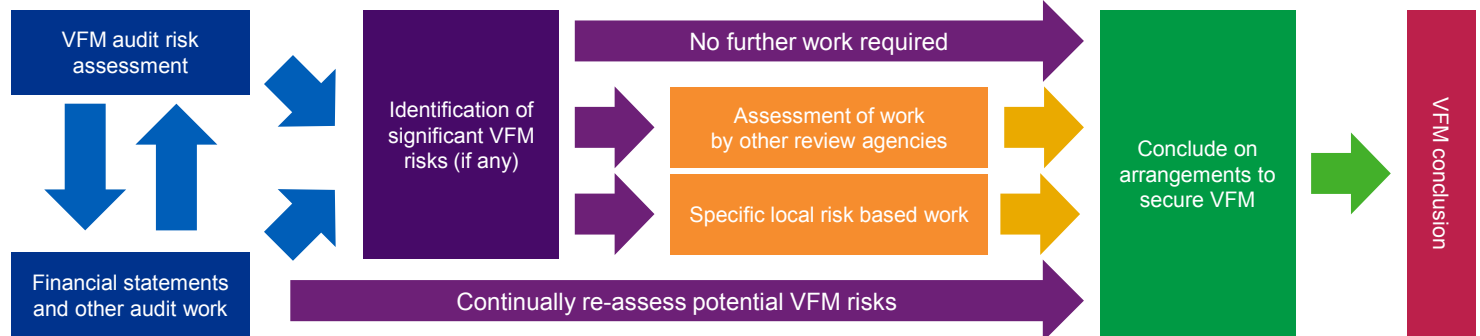 VFM audit risk
assessment
Financial statements
and other audit work
Identification of
significant VFM
risks (if any)
No further work required
Assessment of work
by other review agencies
Specific local risk based work
Continually re-assess potential VFM risks
Conclude on
arrangements to
secure VFM
VFM conclusion